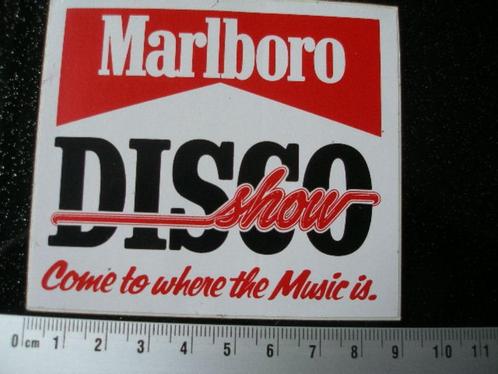 Marlboro
DISCO
show
Come to where the Music is.
0 cm 1 2 3 4 5 6 7 8 9 10 11